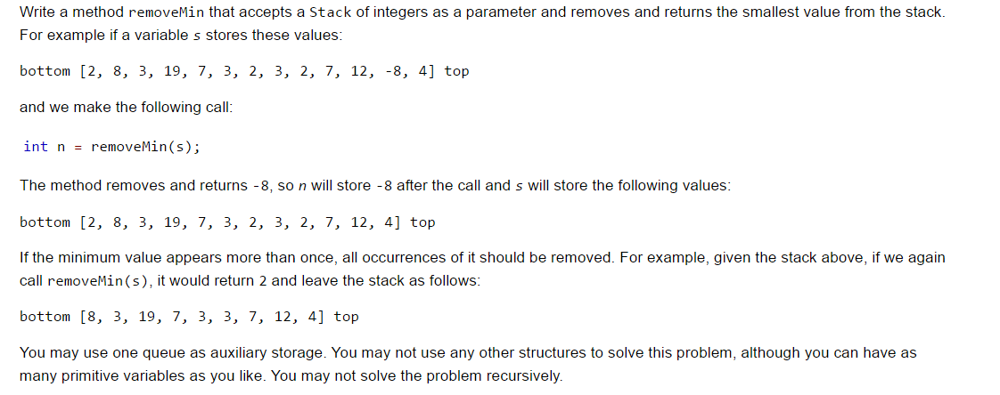 Write a method removeMin that accepts a Stack of integers as a parameter and removes and returns the smallest value from the stack.
For example if a variable s stores these values:
bottom [2, 8, 3, 19, 7, 3, 2, 3, 2, 7, 12, -8, 4] top
and we make the following call:
int n = removeMin(s);
The method removes and returns -8, so n will store -8 after the call and s will store the following values:
bottom [2, 8, 3, 19, 7, 3, 2, 3, 2, 7, 12, 4] top
If the minimum value appears more than once, all occurrences of it should be removed. For example, given the stack above, if we again
call removeMin(s), it would return 2 and leave the stack as follows:
bottom [8, 3, 19, 7, 3, 3, 7, 12, 4] top
You may use one queue as auxiliary storage. You may not use any other structures to solve this problem, although you can have as
many primitive variables as you like. You may not solve the problem recursively.